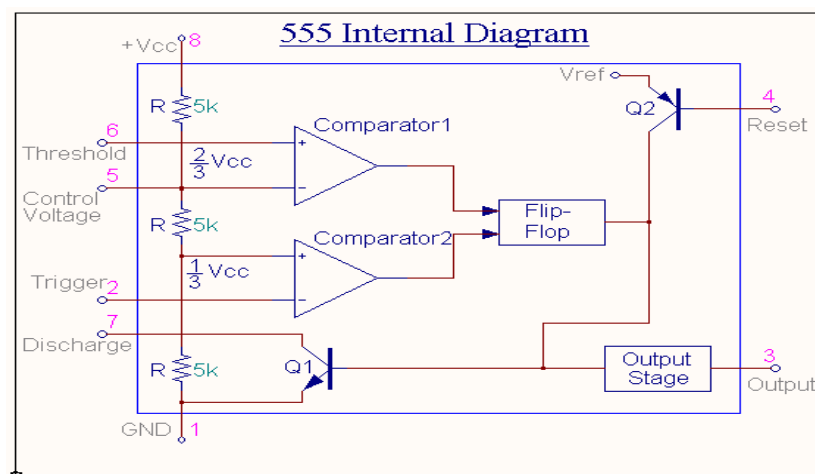 555 Internal Diagram
+Vcc 8
Vref
R 5k
Q2
4
Reset
6
Threshold
Comparator1
+
2/3 Vcc
5
Control
Voltage
−
R 5k
Flip-
Flop
Comparator2
+
1/3 Vcc
Trigger
2
−
7
Discharge
R 5k
Q1
Output
Stage
3
Output
GND 1